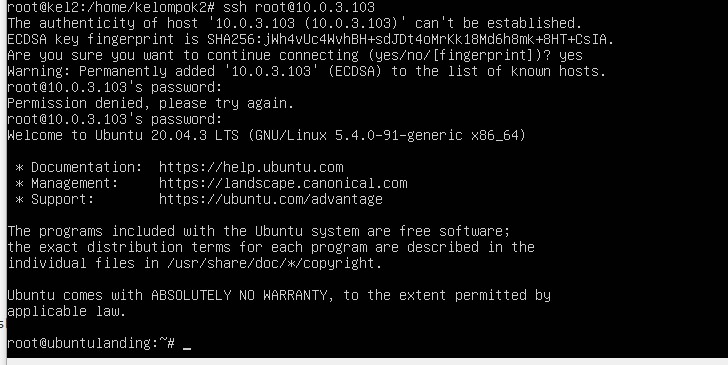 root@kel2:/home/kelompok2# ssh root@10.0.3.103
The authenticity of host '10.0.3.103 (10.0.3.103)' can't be established.
ECDSA key fingerprint is SHA256:jWh4vUc4WvhBH+sdJDt4oMrKk18Md6h8mk+8HT+CsIA.
Are you sure you want to continue connecting (yes/no/[fingerprint])? yes
Warning: Permanently added '10.0.3.103' (ECDSA) to the list of known hosts.
root@10.0.3.103's password:
Permission denied, please try again.
root@10.0.3.103's password:
Welcome to Ubuntu 20.04.3 LTS (GNU/Linux 5.4.0-91-generic x86_64)
* Documentation:  https://help.ubuntu.com
* Management:     https://landscape.canonical.com
* Support:        https://ubuntu.com/advantage
The programs included with the Ubuntu system are free software;
the exact distribution terms for each program are described in the
individual files in /usr/share/doc/*/copyright.
Ubuntu comes with ABSOLUTELY NO WARRANTY, to the extent permitted by
applicable law.
root@ubuntulanding:~# _